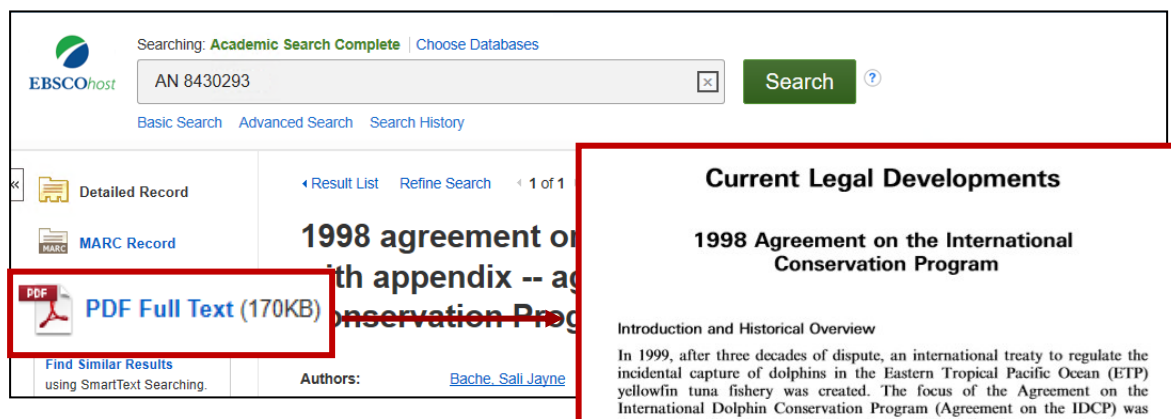 Searching: Academic Search Complete | Choose Databases
EBSCOhost
AN 8430293
Search
?
Basic Search Advanced Search Search History
«
Detailed Record
Result List Refine Search 1 of 1
MARC
MARC Record
1998 agreement on
with appendix -- ag
Conservation Prog
PDF
PDF Full Text (170KB)
Find Similar Results
using SmartText Searching.
Authors: Bache, Sali Jayne
Current Legal Developments
1998 Agreement on the International
Conservation Program
Introduction and Historical Overview
In 1999, after three decades of dispute, an international treaty to regulate the
incidental capture of dolphins in the Eastern Tropical Pacific Ocean (ETP)
yellowfin tuna fishery was created. The focus of the Agreement on the
International Dolphin Conservation Program (Agreement on the IDCP) was